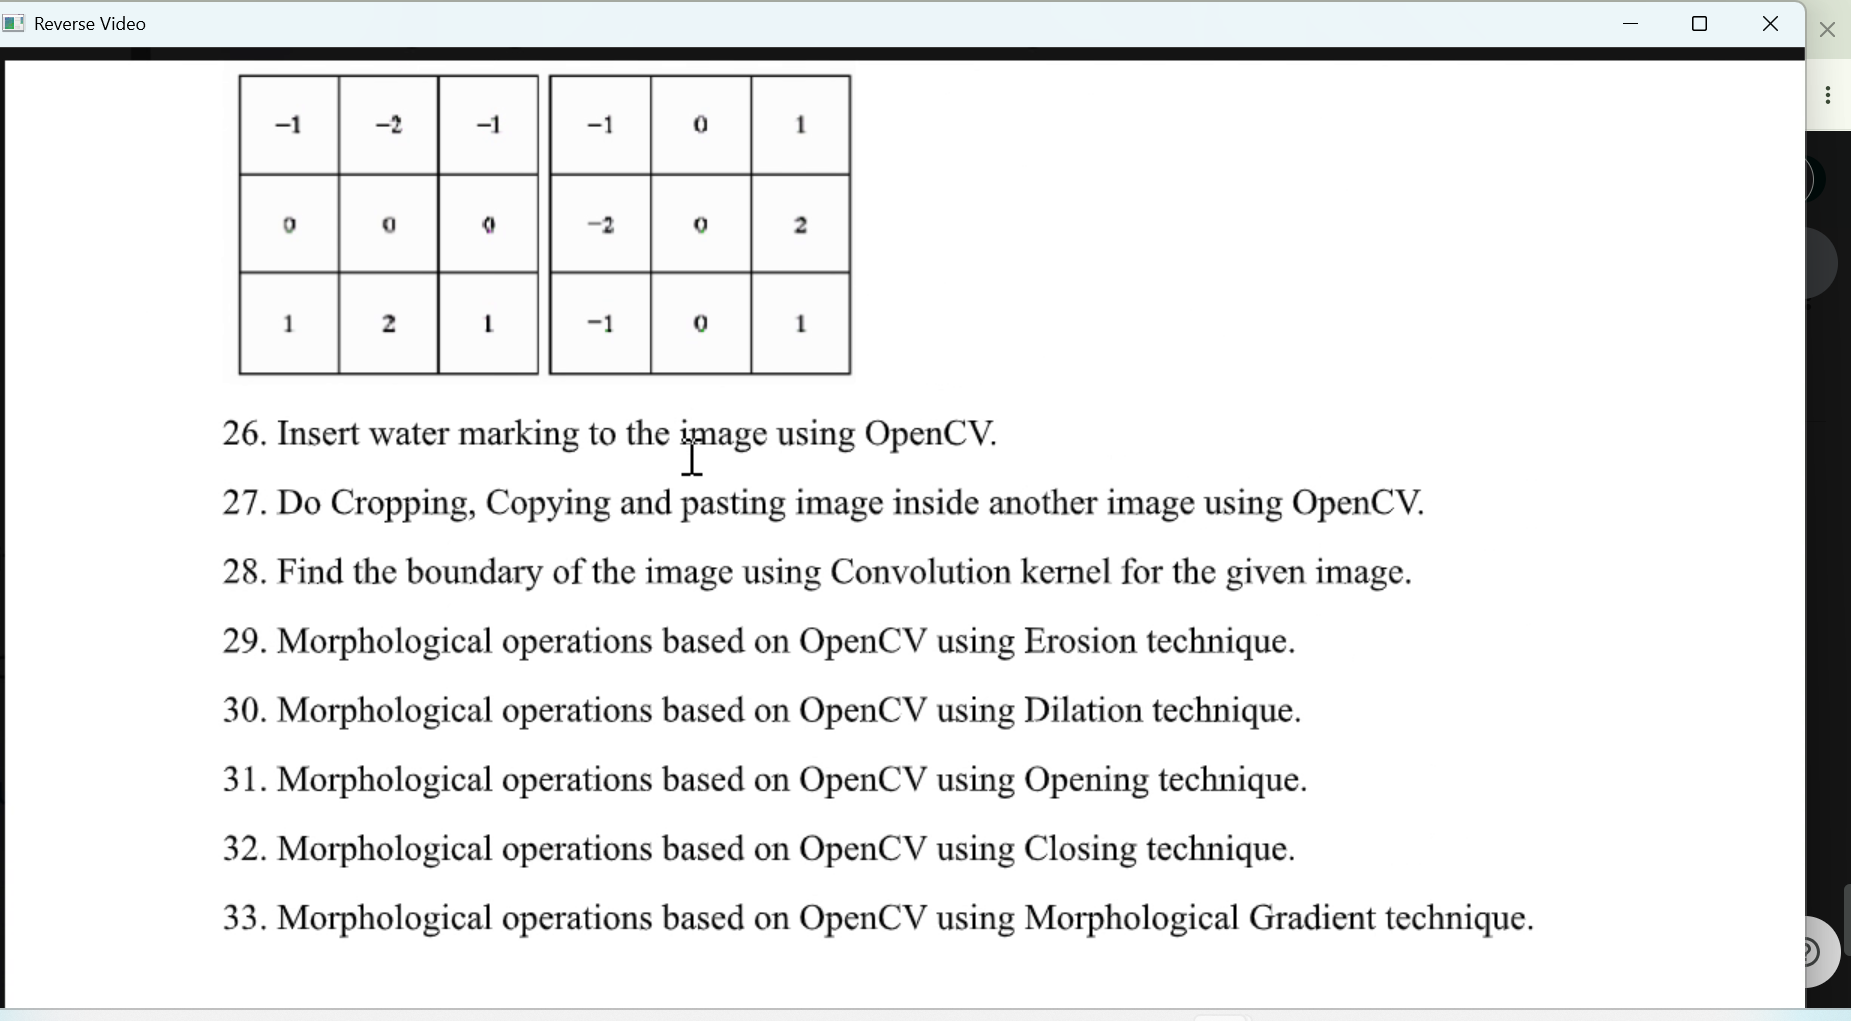 Reverse Video
-1 -2 -1 -1 0 1
0 0 0 -2 0 2
1 2 1 -1 0 1
26. Insert water marking to the image using OpenCV.
27. Do Cropping, Copying and pasting image inside another image using OpenCV.
28. Find the boundary of the image using Convolution kernel for the given image.
29. Morphological operations based on OpenCV using Erosion technique.
30. Morphological operations based on OpenCV using Dilation technique.
31. Morphological operations based on OpenCV using Opening technique.
32. Morphological operations based on OpenCV using Closing technique.
33. Morphological operations based on OpenCV using Morphological Gradient technique.